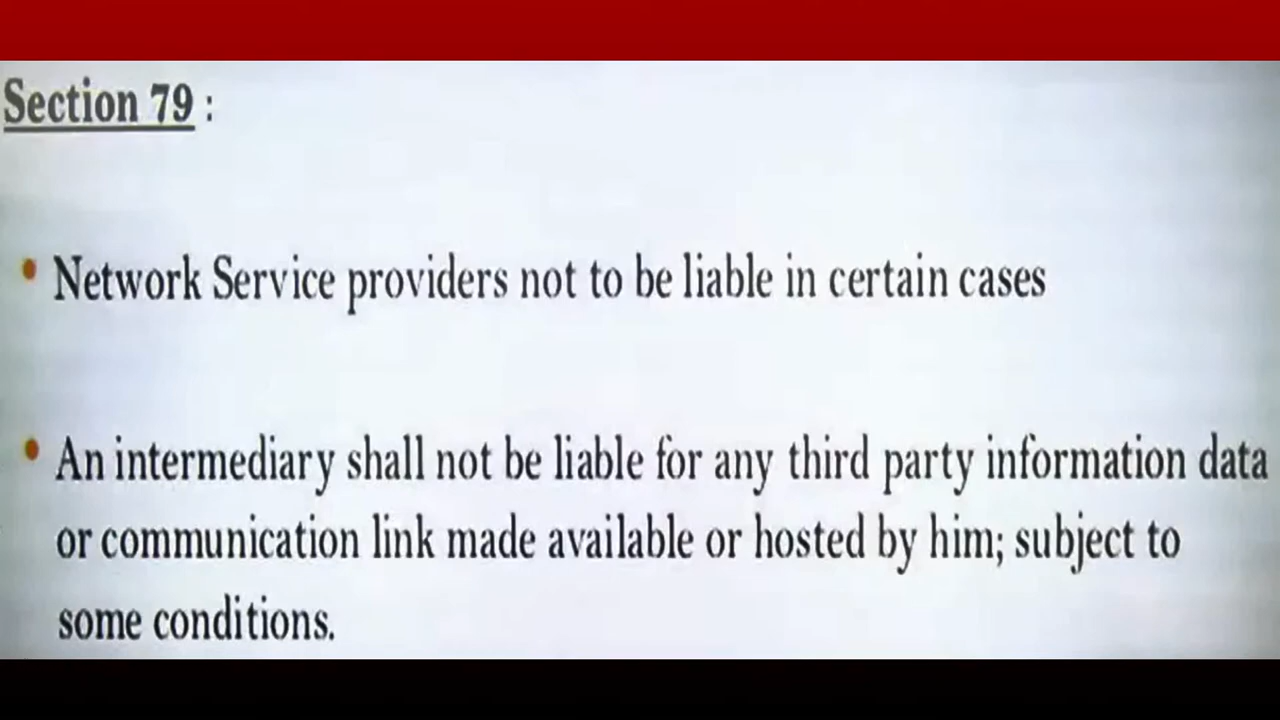 Section 79 :
• Network Service providers not to be liable in certain cases
• An intermediary shall not be liable for any third party information data
or communication link made available or hosted by him; subject to
some conditions.